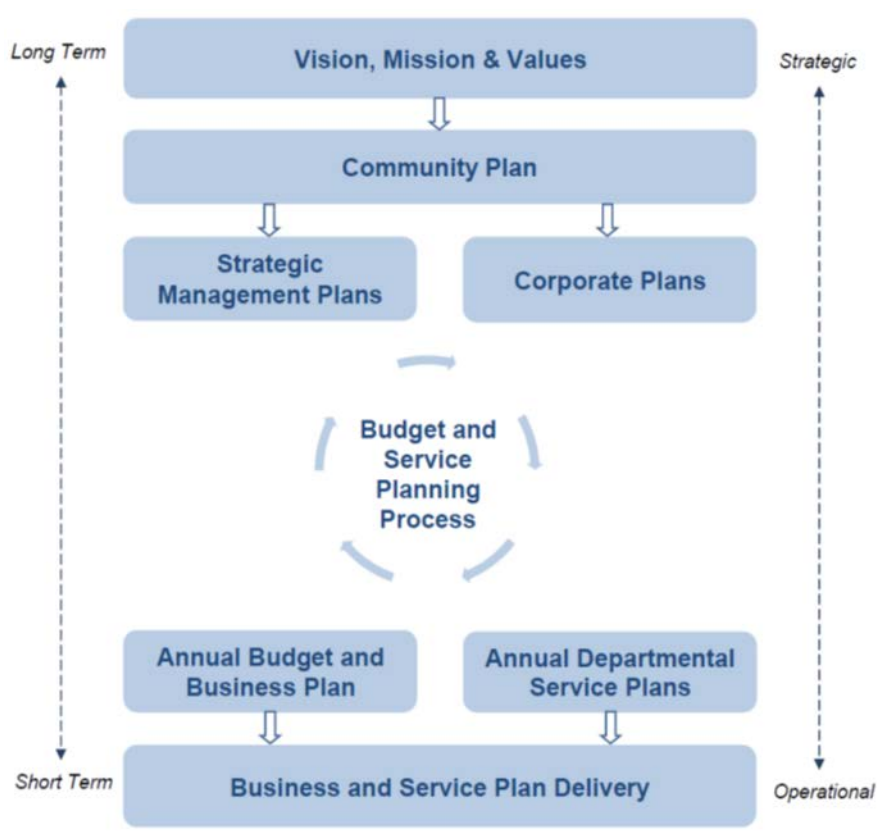 Long Term
Vision, Mission & Values
Strategic
Community Plan
Strategic
Management Plans
Corporate Plans
Budget and
Service
Planning
Process
Annual Budget and
Business Plan
Annual Departmental
Service Plans
Short Term
Business and Service Plan Delivery
Operational